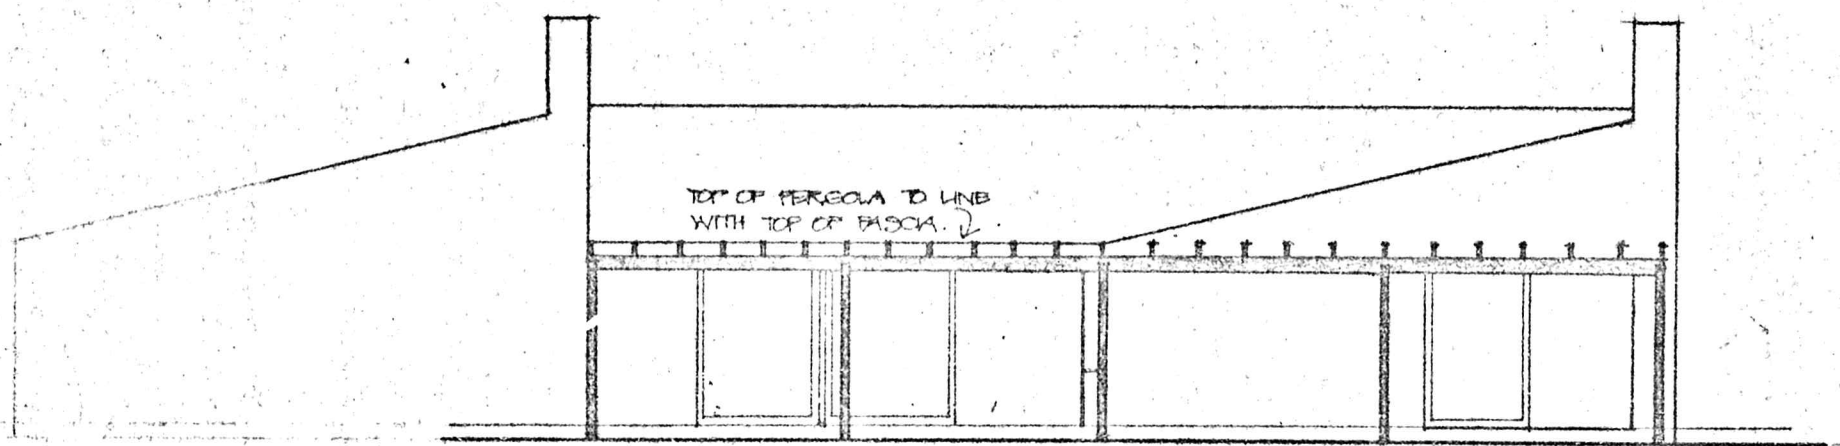 TOP OF PERGOLA TO LINE
WITH TOP OF FASCIA.